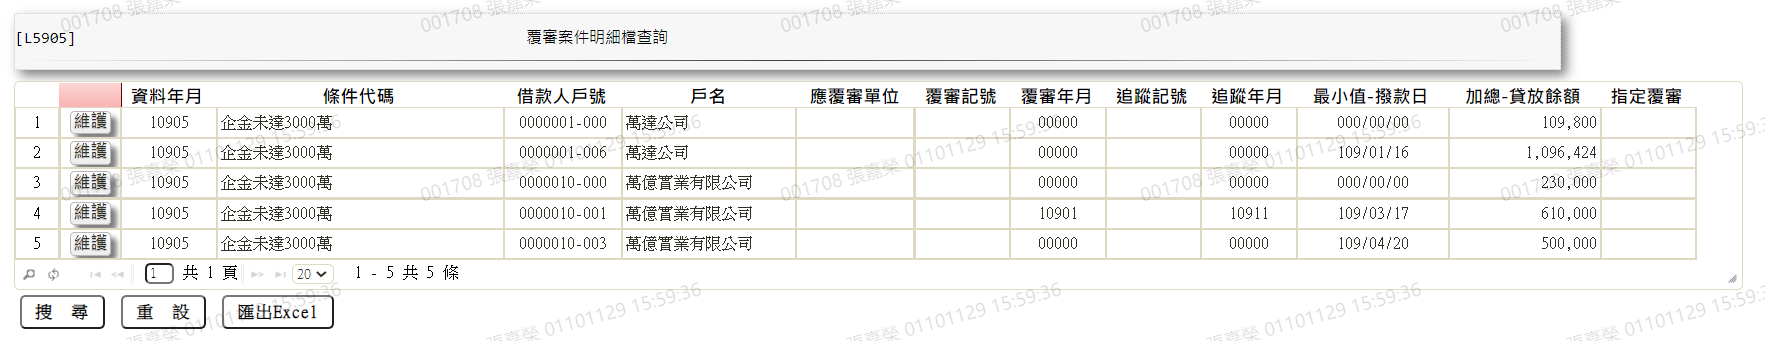 [L5905] 覆審案件明細檔查詢
資料年月 條件代碼 借款人戶號 戶名 應覆審單位 覆審記號 覆審年月 追蹤記號 追蹤年月 最小值-撥款日 加總-貸放餘額 指定覆審
1 維護 10905 企金未達3000萬 0000001-000 萬達公司 00000 00000 000/00/00 109,800
2 維護 10905 企金未達3000萬 0000001-006 萬達公司 00000 00000 109/01/16 1,096,424
3 維護 10905 企金未達3000萬 0000010-000 萬億實業有限公司 00000 00000 000/00/00 230,000
4 維護 10905 企金未達3000萬 0000010-001 萬億實業有限公司 10901 10911 109/03/17 610,000
5 維護 10905 企金未達3000萬 0000010-003 萬億實業有限公司 00000 00000 109/04/20 500,000
1 共 1 頁 20 1 - 5 共 5 條
搜 尋 重 設 匯出Excel
001708 張嘉榮 01101129 15:59:36